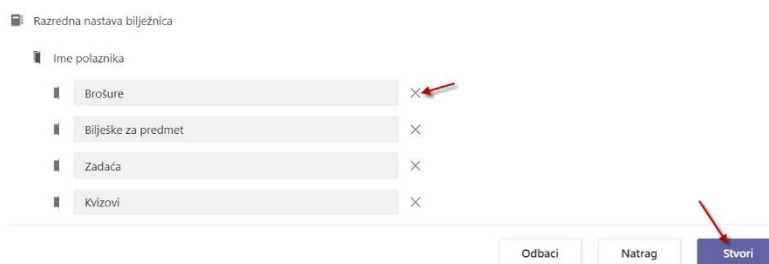 Razredna nastava bilježnica
Ime polaznika
Brošure
Bilješke za predmet
Zadaća
Kvizovi
Odbaci Natrag Stvori